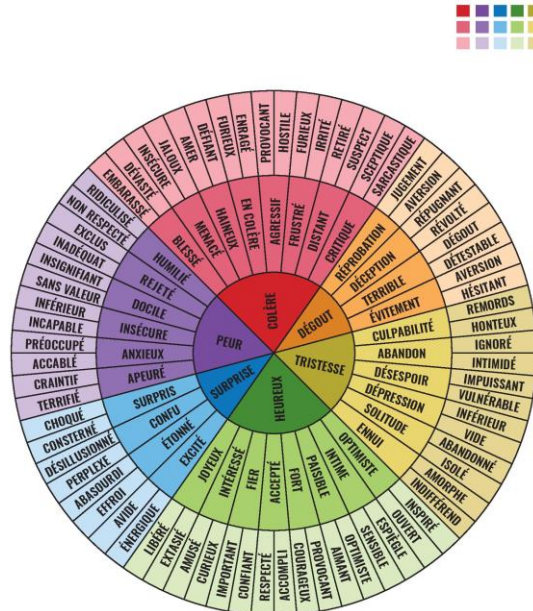 COLÈRE
DÉGOUT
TRISTESSE
HEUREUX
SURPRISE
PEUR
BLESSÉ
MENACÉ
HAINEUX
EN COLÈRE
AGRESSIF
FRUSTRÉ
DISTANT
CRITIQUE
RÉPROBATION
DÉCEPTION
TERRIBLE
ÉVITEMENT
CULPABILITÉ
ABANDON
DÉSESPOIR
DÉPRESSION
SOLITUDE
ENNUI
OPTIMISTE
INTIME
PAISIBLE
FORT
ACCEPTÉ
FIER
INTÉRESSÉ
JOYEUX
EXCITÉ
ÉTONNÉ
CONFU
SURPRIS
APEURÉ
ANXIEUX
INSÉCURE
DOCILE
REJETÉ
HUMILIÉ
EMBARASSÉ
DÉVASTÉ
INSÉCURE
JALOUX
AMER
DÉFIANT
FURIEUX
ENRAGÉ
PROVOCANT
HOSTILE
FURIEUX
IRRITÉ
RETIRÉ
SUSPECT
SCEPTIQUE
SARCASTIQUE
JUGEMENT
AVERSION
RÉPUGNANT
RÉVOLTÉ
DÉGOUT
DÉTESTABLE
AVERSION
HÉSITANT
REMORDS
HONTEUX
IGNORÉ
INTIMIDÉ
IMPUISSANT
VULNÉRABLE
INFÉRIEUR
VIDE
ABANDONNÉ
ISOLÉ
AMORPHE
INDIFFÉREND
INSPIRÉ
OUVERT
ESPIÈGLE
SENSIBLE
OPTIMISTE
AIMANT
PROVOCANT
COURAGEUX
ACCOMPLI
RESPECTÉ
CONFIANT
IMPORTANT
CURIEUX
AMUSÉ
EXTASIÉ
LIBÉRÉ
ÉNERGIQUE
AVIDE
EFFROI
ABASOURDI
PERPLEXE
DÉSILLUSIONNÉ
CONSTERNÉ
CHOQUÉ
TERRIFIÉ
CRAINTIF
ACCABLÉ
PRÉOCCUPÉ
INCAPABLE
INFÉRIEUR
SANS VALEUR
INSIGNIFIANT
INADÉQUAT
EXCLUS
NON RESPECTÉ
RIDICULISÉ